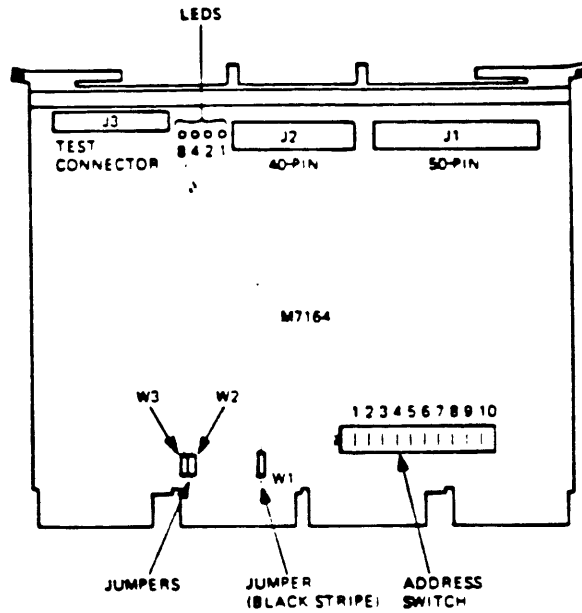 LEDS
J3
J2
J1
8 4 2 1
TEST
CONNECTOR
40-PIN
50-PIN
M7164
W3
W2
1 2 3 4 5 6 7 8 9 10
W1
JUMPERS
JUMPER
(BLACK STRIPE)
ADDRESS
SWITCH